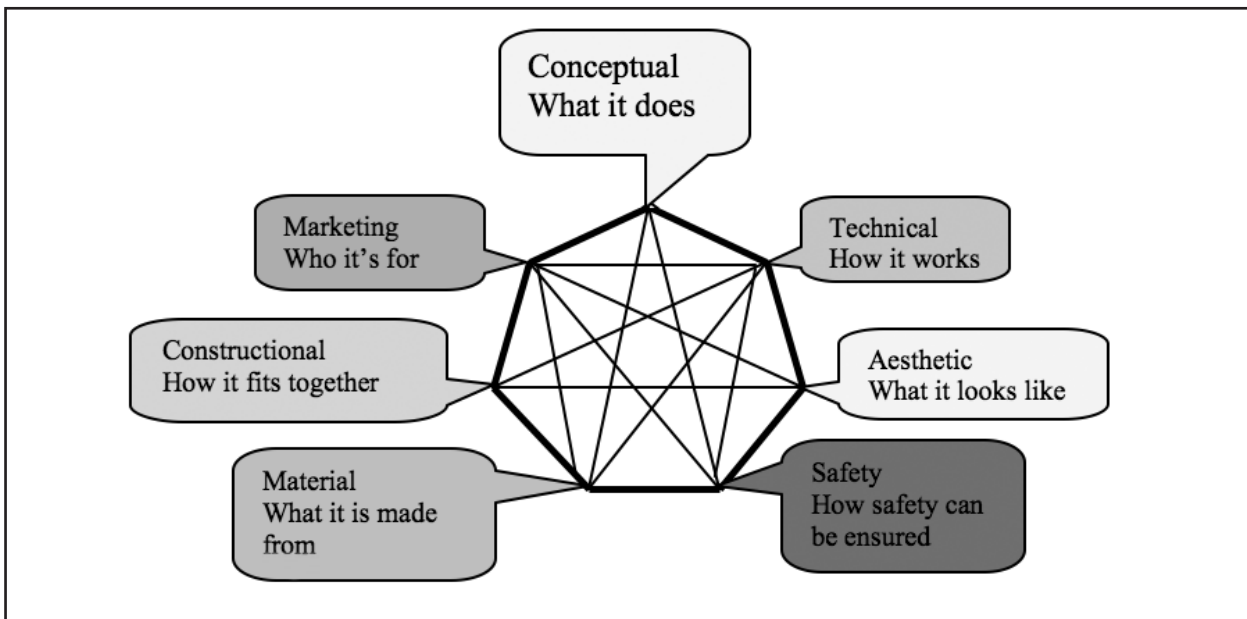 Conceptual
What it does
Marketing
Who it's for
Technical
How it works
Constructional
How it fits together
Aesthetic
What it looks like
Material
What it is made
from
Safety
How safety can
be ensured